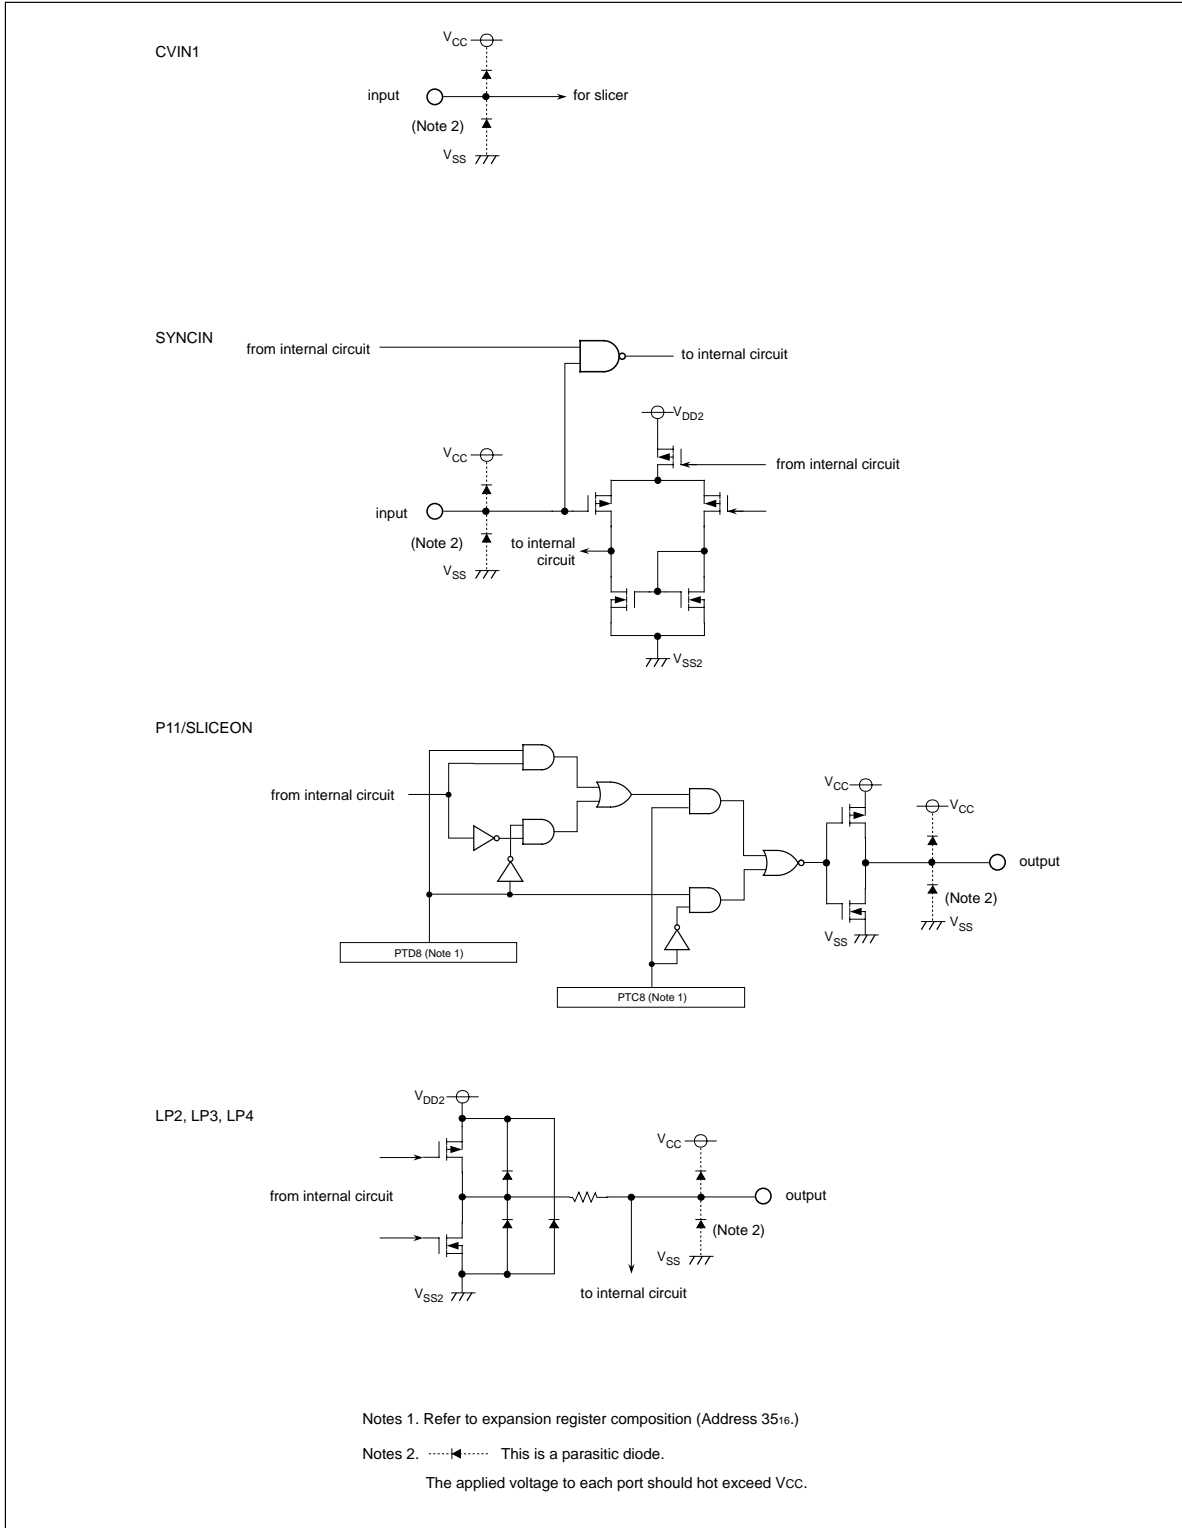 CVIN1
VCC
input
for slicer
(Note 2)
VSS
SYNCIN
from internal circuit
to internal circuit
VDD2
VCC
from internal circuit
input
(Note 2)
to internal
circuit
VSS
VSS2
P11/SLICEON
from internal circuit
VCC
VCC
output
(Note 2)
PTD8 (Note 1)
VSS
VSS
PTC8 (Note 1)
LP2, LP3, LP4
VDD2
VCC
from internal circuit
output
(Note 2)
VSS
VSS2
to internal circuit
Notes 1. Refer to expansion register composition (Address 3516.)
Notes 2. This is a parasitic diode.
The applied voltage to each port should hot exceed VCC.